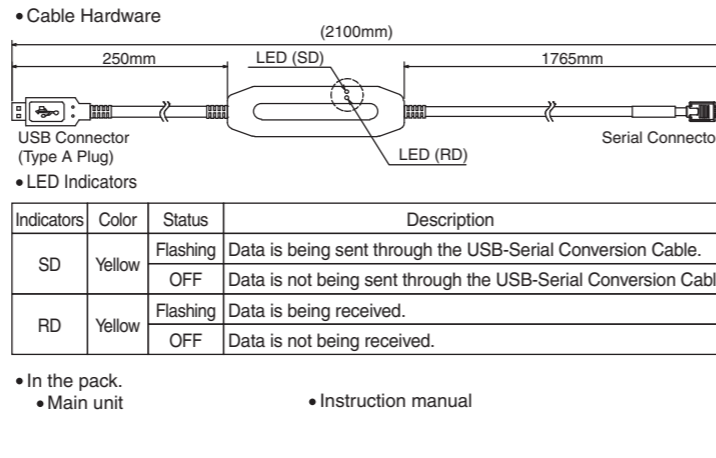 • Cable Hardware
(2100mm)
250mm LED (SD) 1765mm
USB Connector Serial Connecto
(Type A Plug) LED (RD)
• LED Indicators
Indicators Color Status Description
SD Yellow Flashing Data is being sent through the USB-Serial Conversion Cable.
OFF Data is not being sent through the USB-Serial Conversion Cabl
RD Yellow Flashing Data is being received.
OFF Data is not being received.
• In the pack.
• Main unit • Instruction manual